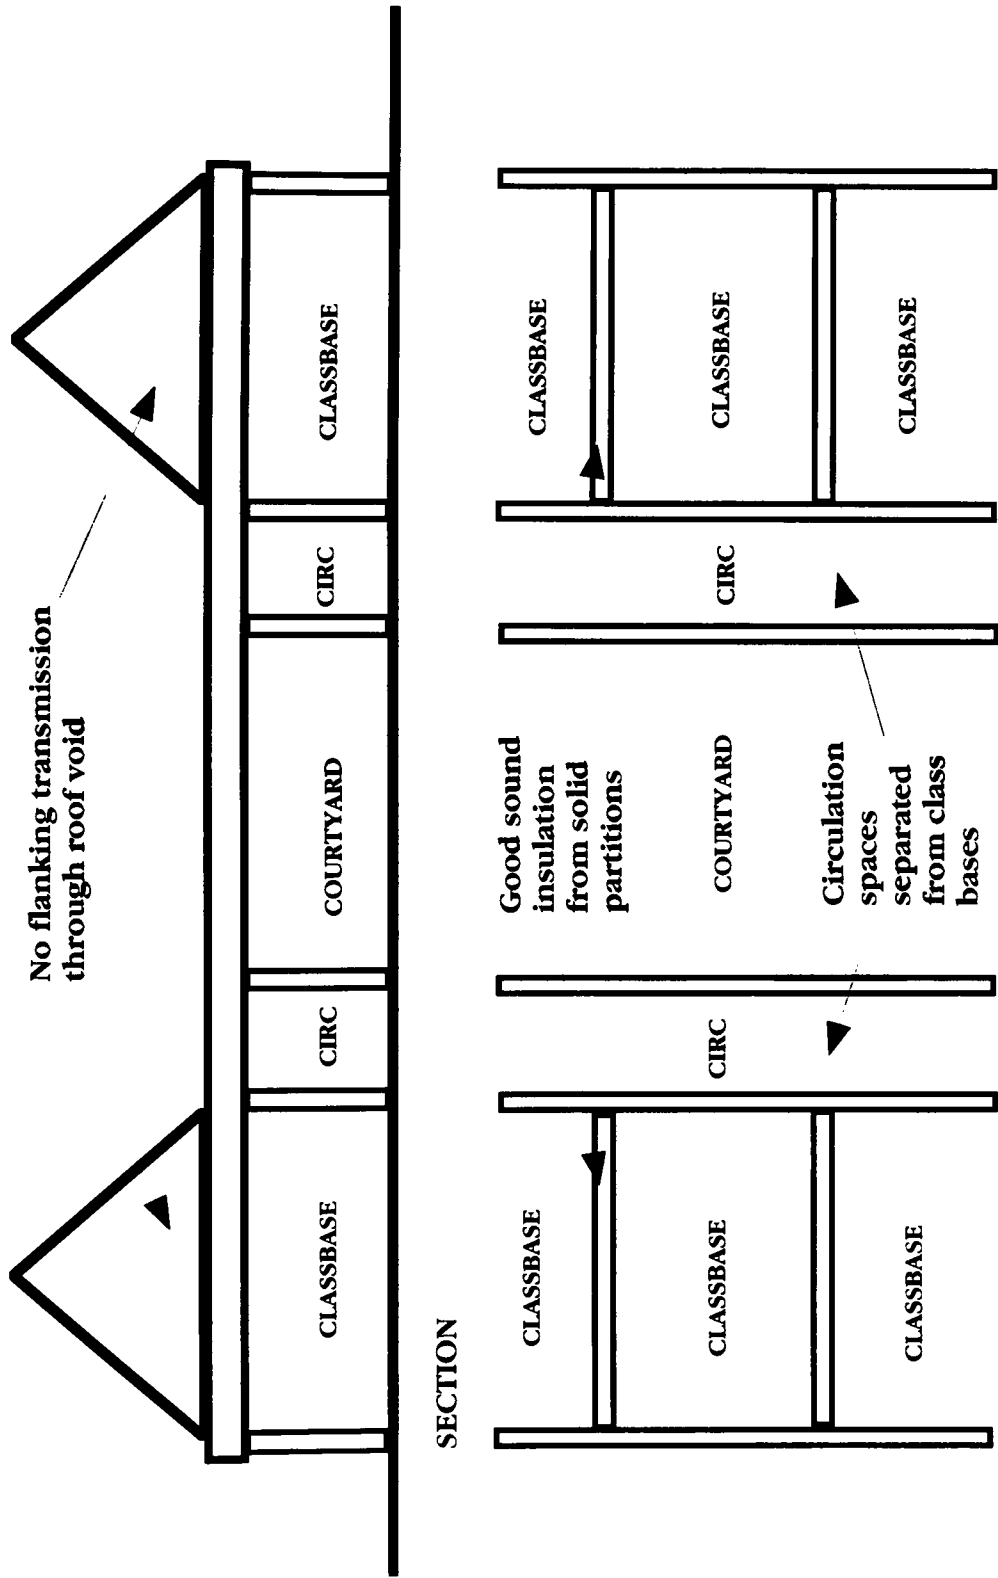 No flanking transmission
through roof void
CLASSBASE
CIRC
COURTYARD
CIRC
CLASSBASE
SECTION
CLASSBASE
Good sound
insulation
from solid
partitions
CLASSBASE
CLASSBASE
CIRC
COURTYARD
CIRC
CLASSBASE
CLASSBASE
Circulation
spaces
separated
from class
bases
CLASSBASE